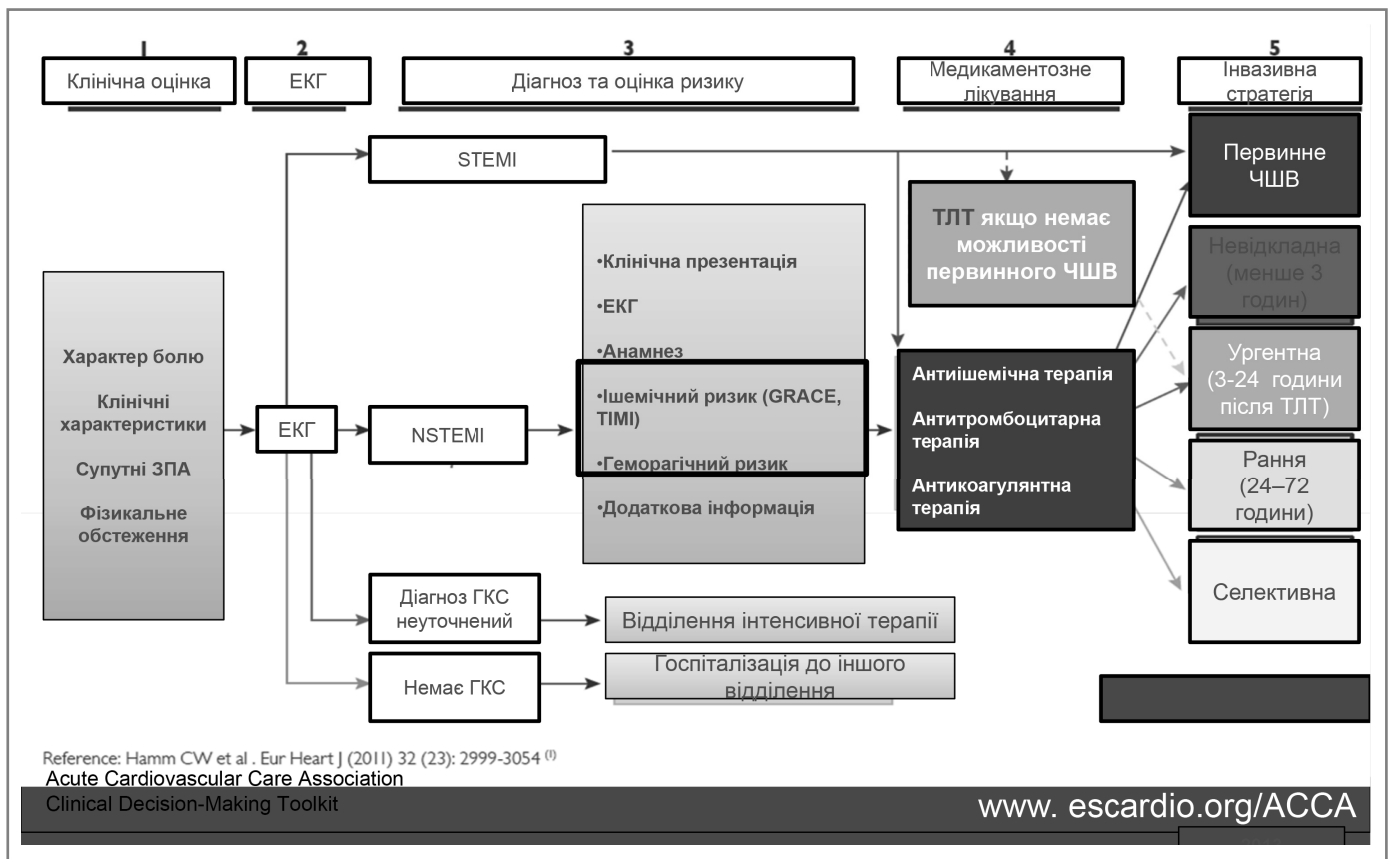 1
Клінічна оцінка
2
ЕКГ
3
Діагноз та оцінка ризику
4
Медикаментозне
лікування
5
Інвазивна
стратегія
STEMI
Первинне
ЧШВ
ТЛТ якщо немає
можливості
первинного ЧШВ
Невідкладна
(менше 3
годин)
Характер болю
Клінічні
характеристики
Супутні ЗПА
Фізикальне
обстеження
ЕКГ
NSTEMI
•Клінічна презентація
•ЕКГ
•Анамнез
•Ішемічний ризик (GRACE,
TIMI)
•Геморагічний ризик
•Додаткова інформація
Антиішемічна терапія
Антитромбоцитарна
терапія
Антикоагулянтна
терапія
Ургентна
(3-24 години
після ТЛТ)
Рання
(24–72
години)
Селективна
Діагноз ГКС
неуточнений
Відділення інтенсивної терапії
Немає ГКС
Госпіталізація до іншого
відділення
Reference: Hamm CW et al . Eur Heart J (2011) 32 (23): 2999-3054 (1)
Acute Cardiovascular Care Association
Clinical Decision-Making Toolkit
www. escardio.org/ACCA